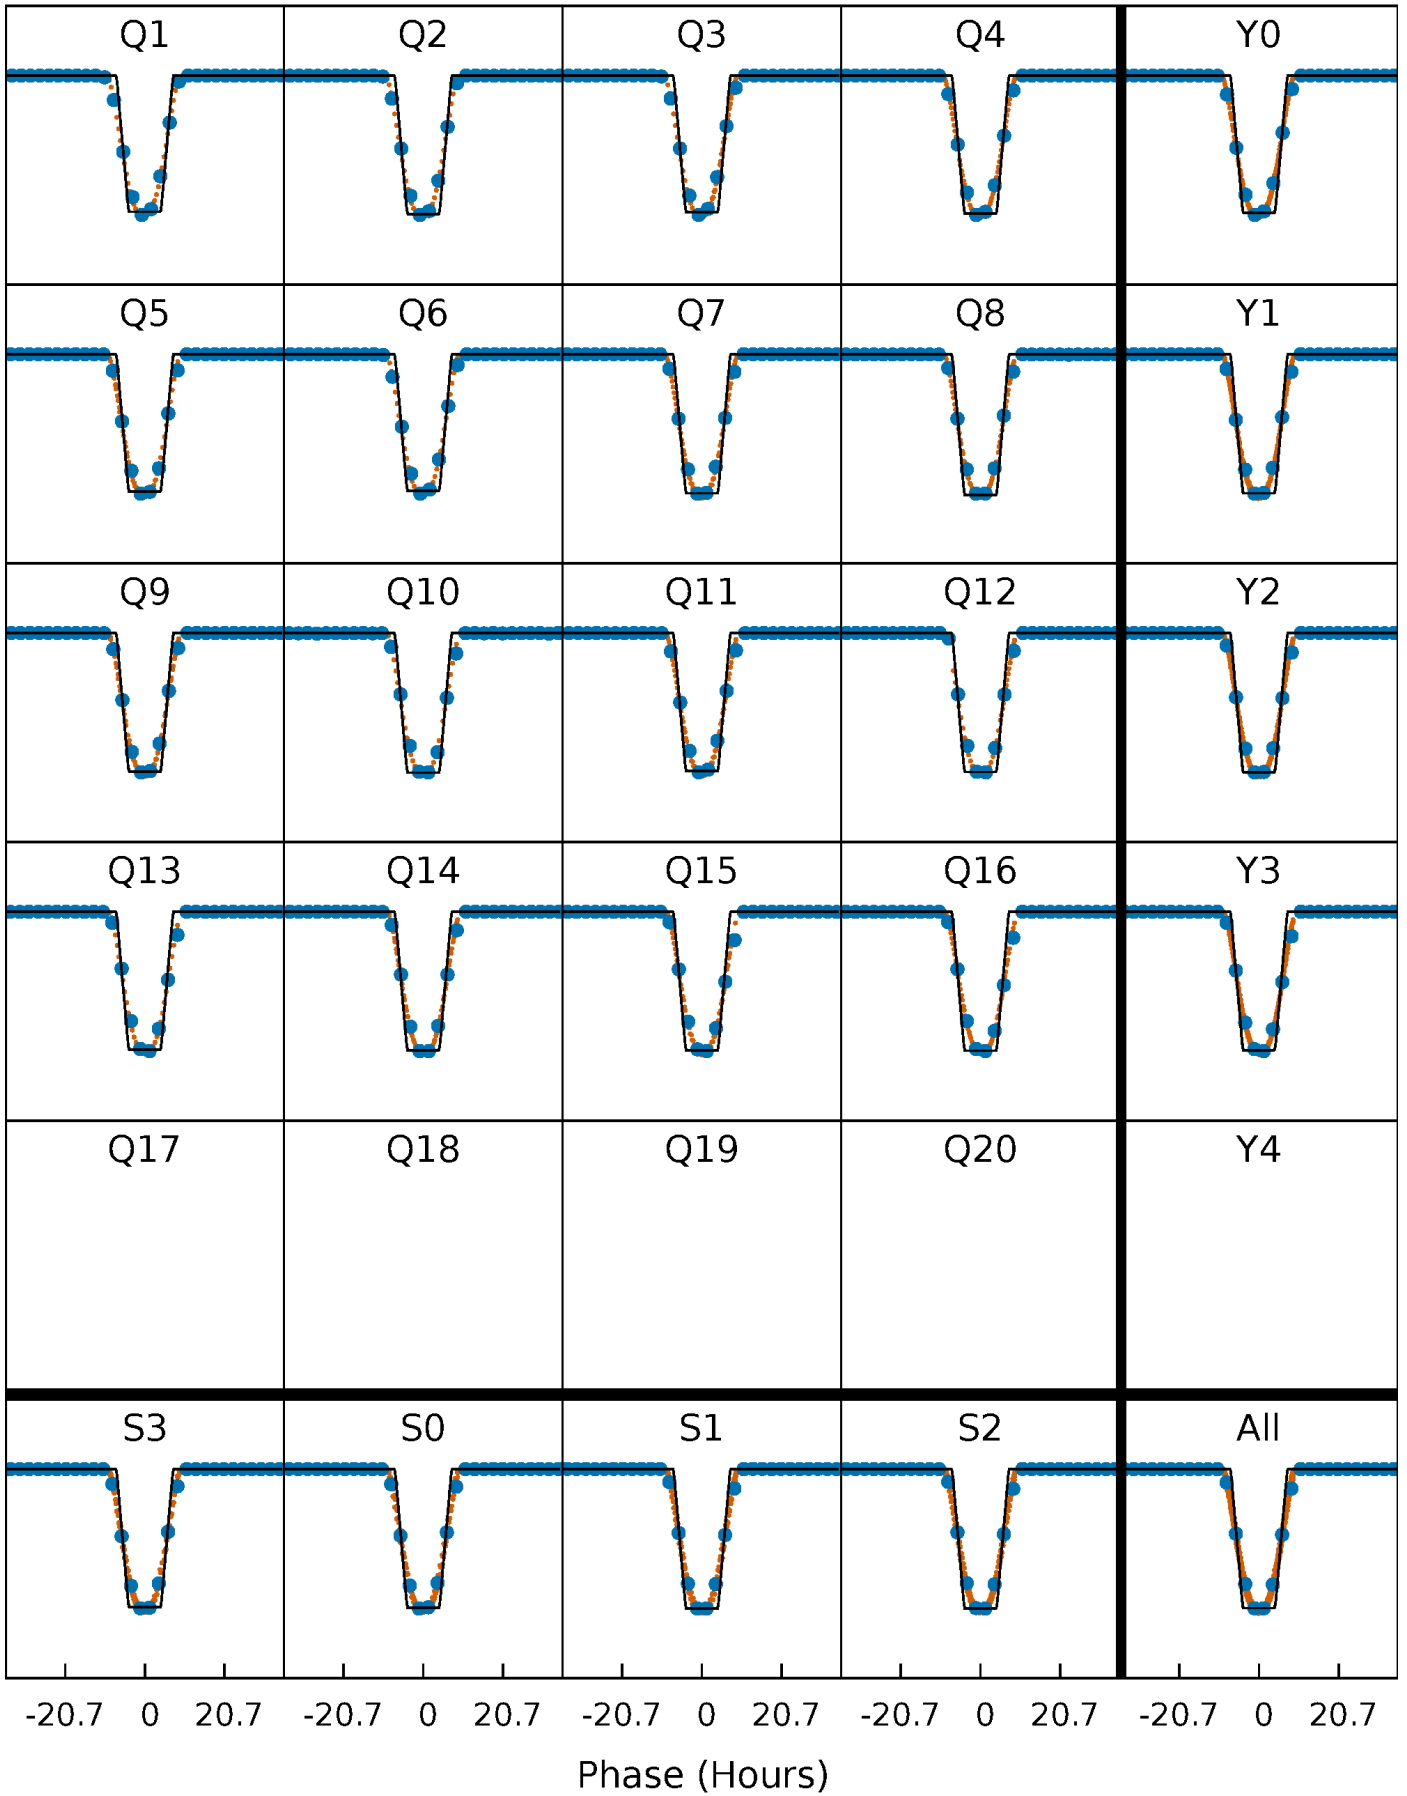 Q1 Q2 Q3 Q4 Y0
Q5 Q6 Q7 Q8 Y1
Q9 Q10 Q11 Q12 Y2
Q13 Q14 Q15 Q16 Y3
Q17 Q18 Q19 Q20 Y4
S3 S0 S1 S2 All
-20.7 0 20.7 -20.7 0 20.7 -20.7 0 20.7 -20.7 0 20.7 -20.7 0 20.7
Phase (Hours)